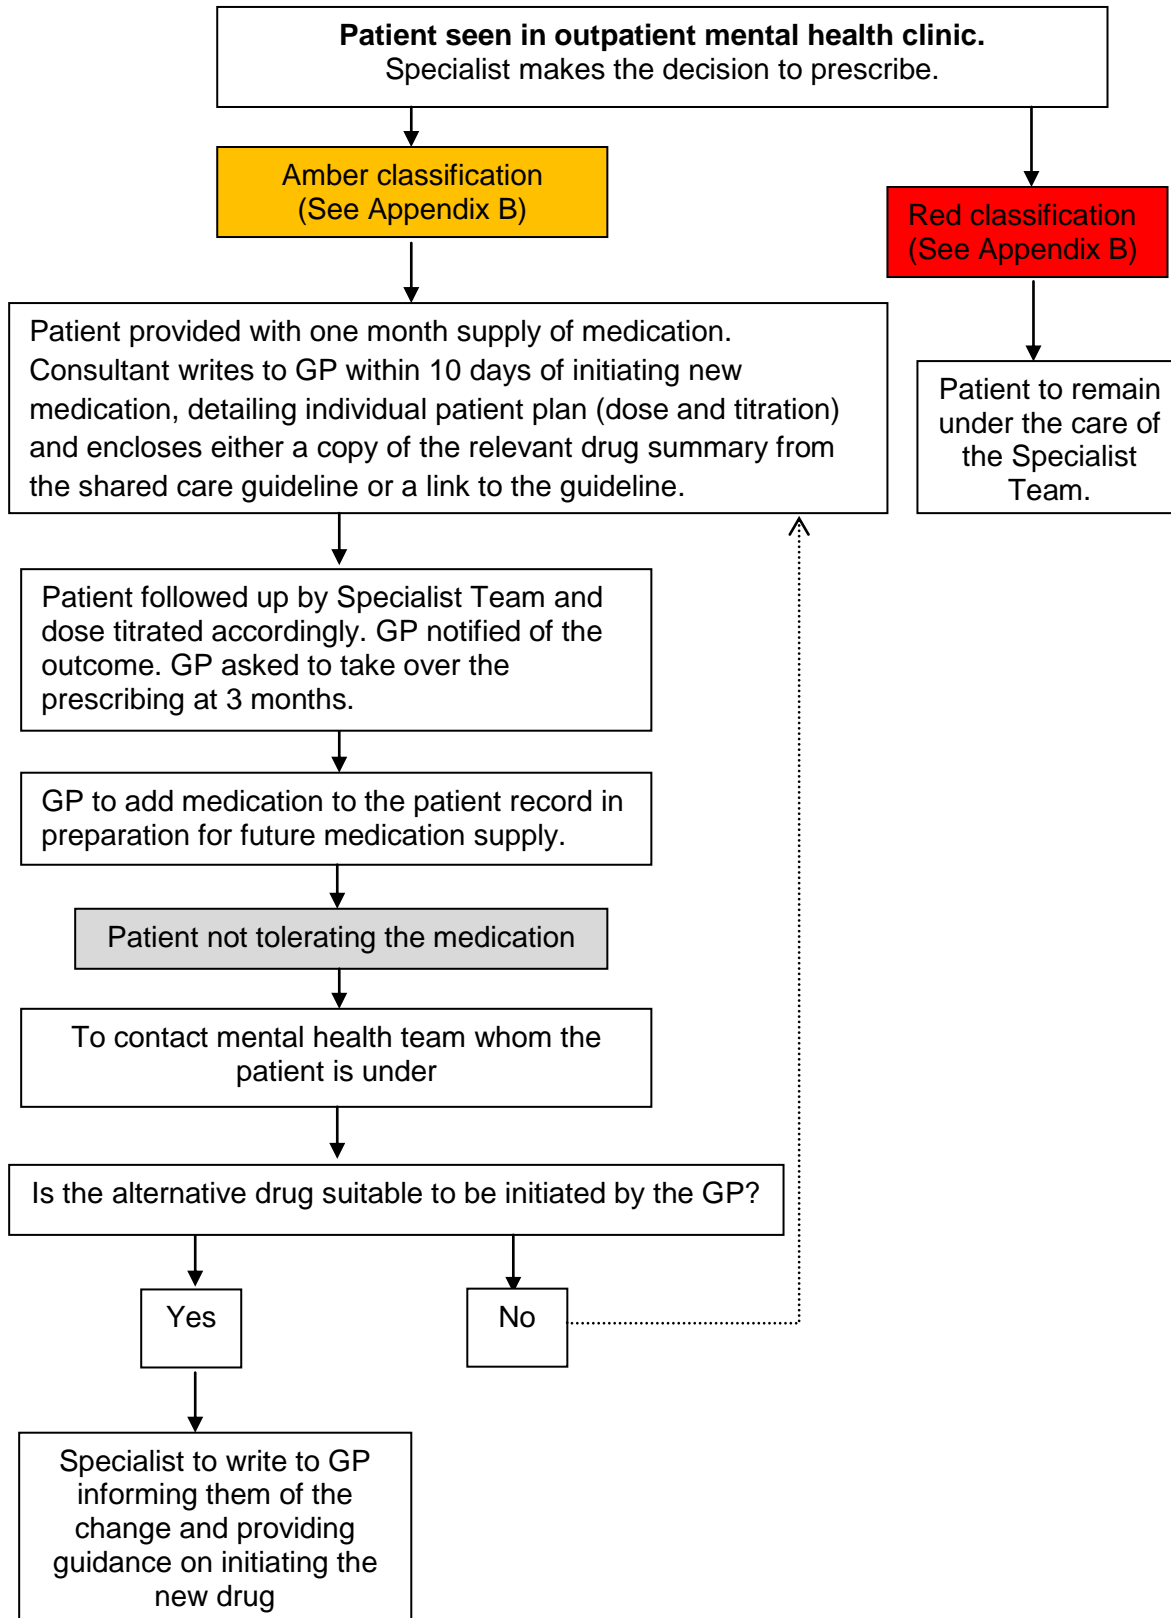 Patient seen in outpatient mental health clinic.
Specialist makes the decision to prescribe.
Amber classification
(See Appendix B)
Red classification
(See Appendix B)
Patient provided with one month supply of medication.
Consultant writes to GP within 10 days of initiating new
medication, detailing individual patient plan (dose and titration)
and encloses either a copy of the relevant drug summary from
the shared care guideline or a link to the guideline.
Patient to remain
under the care of
the Specialist
Team.
Patient followed up by Specialist Team and
dose titrated accordingly. GP notified of the
outcome. GP asked to take over the
prescribing at 3 months.
GP to add medication to the patient record in
preparation for future medication supply.
Patient not tolerating the medication
To contact mental health team whom the
patient is under
Is the alternative drug suitable to be initiated by the GP?
Yes
No
Specialist to write to GP
informing them of the
change and providing
guidance on initiating the
new drug